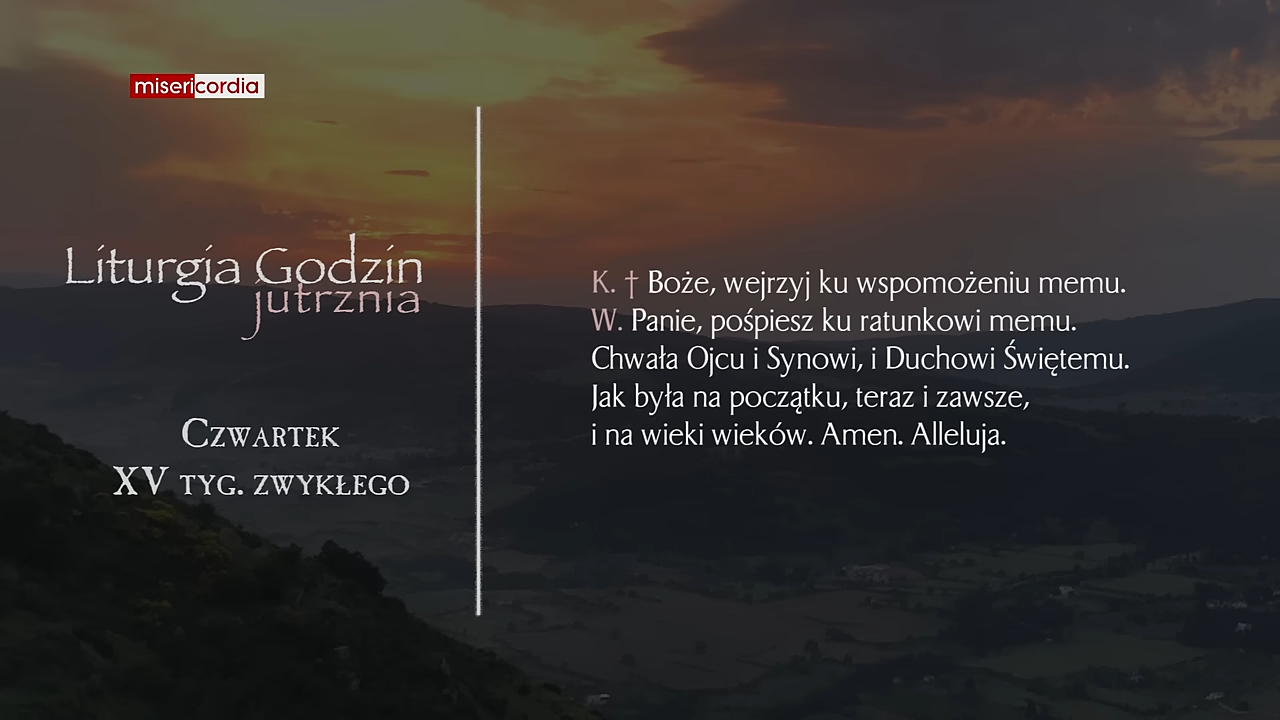 misericordia
Liturgia Godzin
jutrznia
Czwartek
XV tyg. zwykłego
K. † Boże, wejrzyj ku wspomożeniu memu.
W. Panie, pośpiesz ku ratunkowi memu.
Chwała Ojcu i Synowi, i Duchowi Świętemu.
Jak była na początku, teraz i zawsze,
i na wieki wieków. Amen. Alleluja.